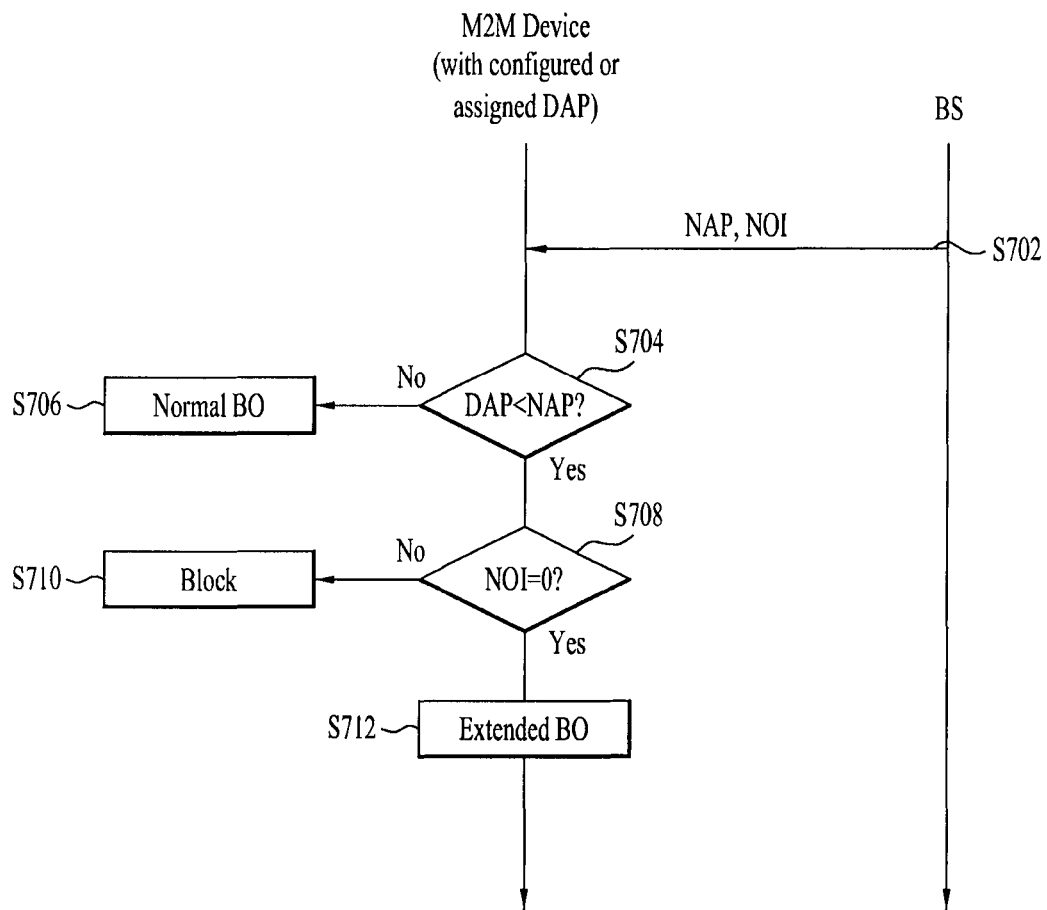 M2M Device
(with configured or
assigned DAP)
BS
NAP, NOI
S702
S704
No
DAP<NAP?
S706
Normal BO
Yes
S708
No
NOI=0?
S710
Block
Yes
S712
Extended BO